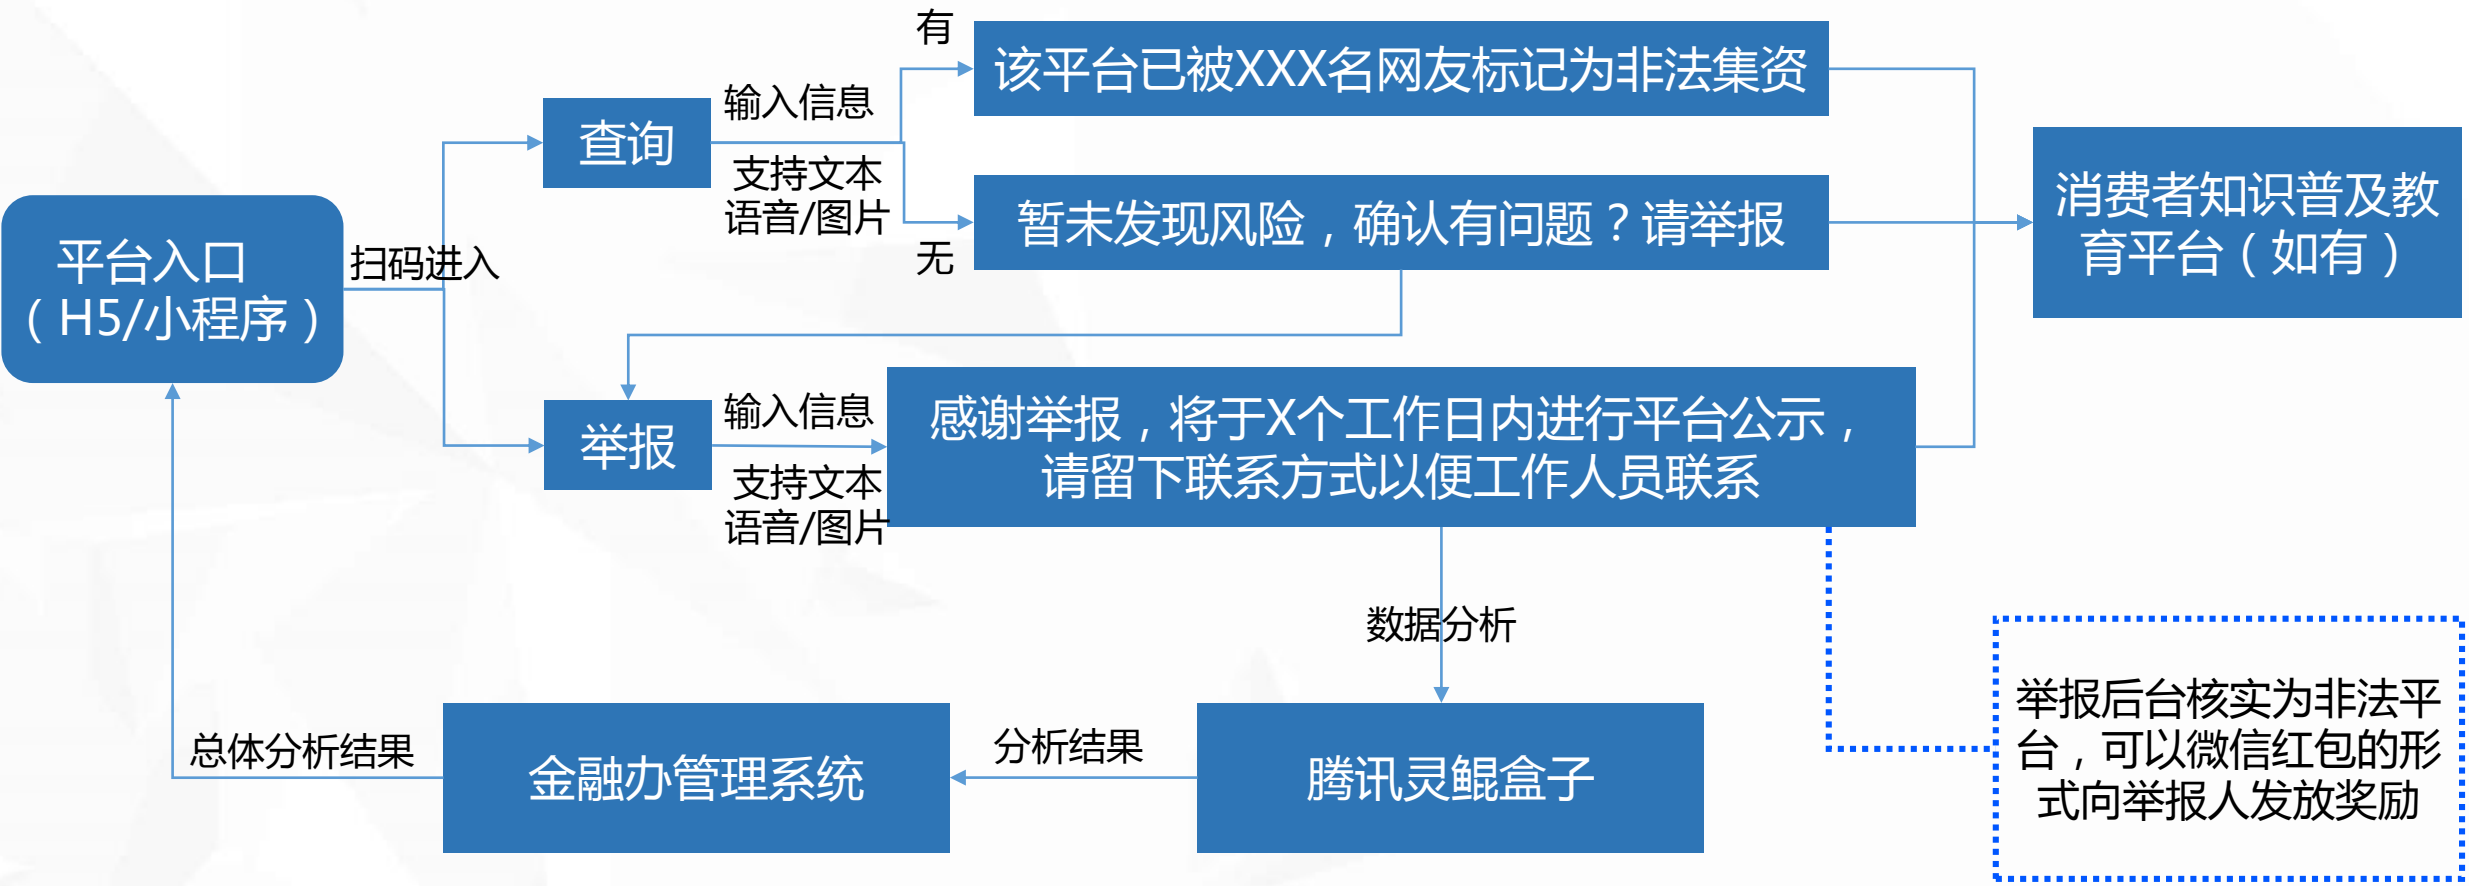 有
该平台已被XXX名网友标记为非法集资
输入信息
查询
支持文本
语音/图片
暂未发现风险，确认有问题？请举报
无
消费者知识普及教
育平台（如有）
平台入口
（H5/小程序）
扫码进入
输入信息
举报
支持文本
语音/图片
感谢举报，将于X个工作日内进行平台公示，
请留下联系方式以便工作人员联系
数据分析
举报后台核实为非法平
台，可以微信红包的形
式向举报人发放奖励
总体分析结果
金融办管理系统
分析结果
腾讯灵鲲盒子